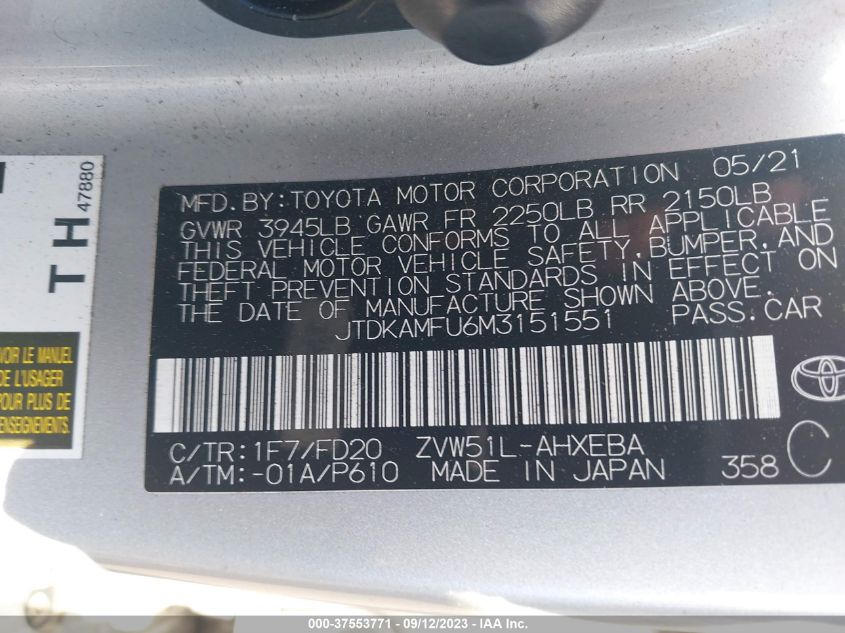 MFD.BY:TOYOTA MOTOR CORPORATION 05/21
GVWR 3945LB GAWR FR 2250LB RR 2150LB
THIS VEHICLE CONFORMS TO ALL APPLICABLE
FEDERAL MOTOR VEHICLE SAFETY,BUMPER,AND
THEFT PREVENTION STANDARDS IN EFFECT ON
THE DATE OF MANUFACTURE SHOWN ABOVE.
JTDKAMFU6M3151551 PASS.CAR
C/TR:1F7/FD20 ZVW51L-AHXEBA
A/TM:-01A/P610 MADE IN JAPAN 358 C
TH
47880
VOIR LE MANUEL
DE L'USAGER
POUR PLUS DE
000-37553771 - 09/12/2023 - IAA Inc.